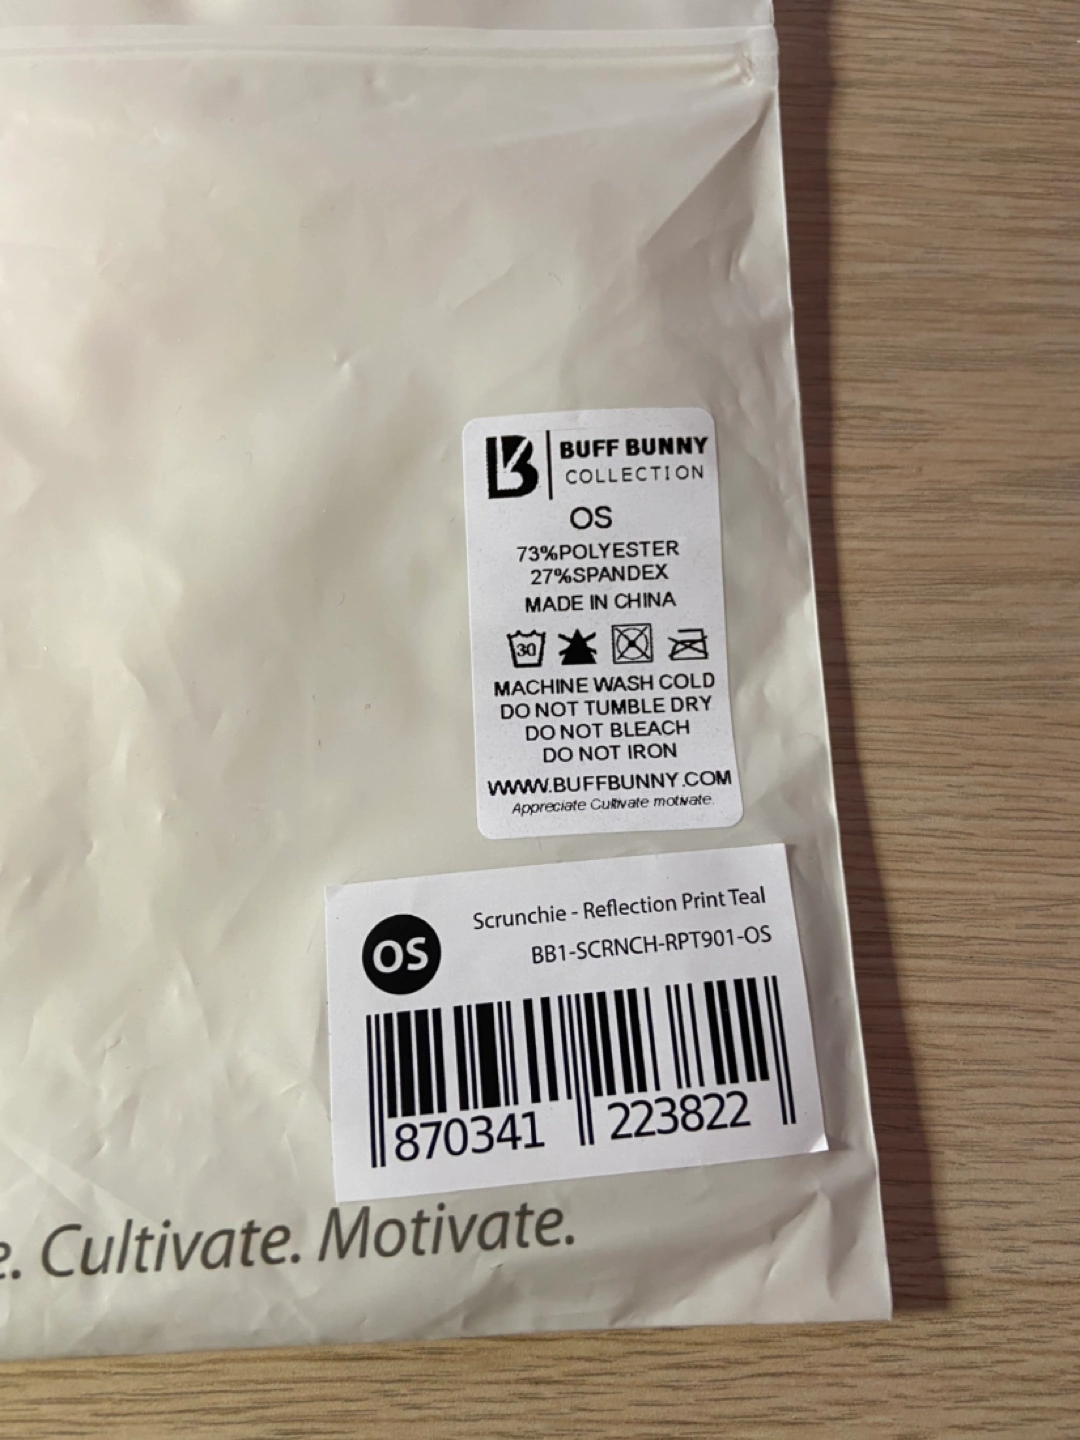 B BUFF BUNNY
COLLECTION
OS
73%POLYESTER
27%SPANDEX
MADE IN CHINA
30
MACHINE WASH COLD
DO NOT TUMBLE DRY
DO NOT BLEACH
DO NOT IRON
WWW.BUFFBUNNY.COM
Appreciate Cultivate motivate.
Scrunchie - Reflection Print Teal
OS
BB1-SCRNCH-RPT901-OS
870341 223822
e. Cultivate. Motivate.